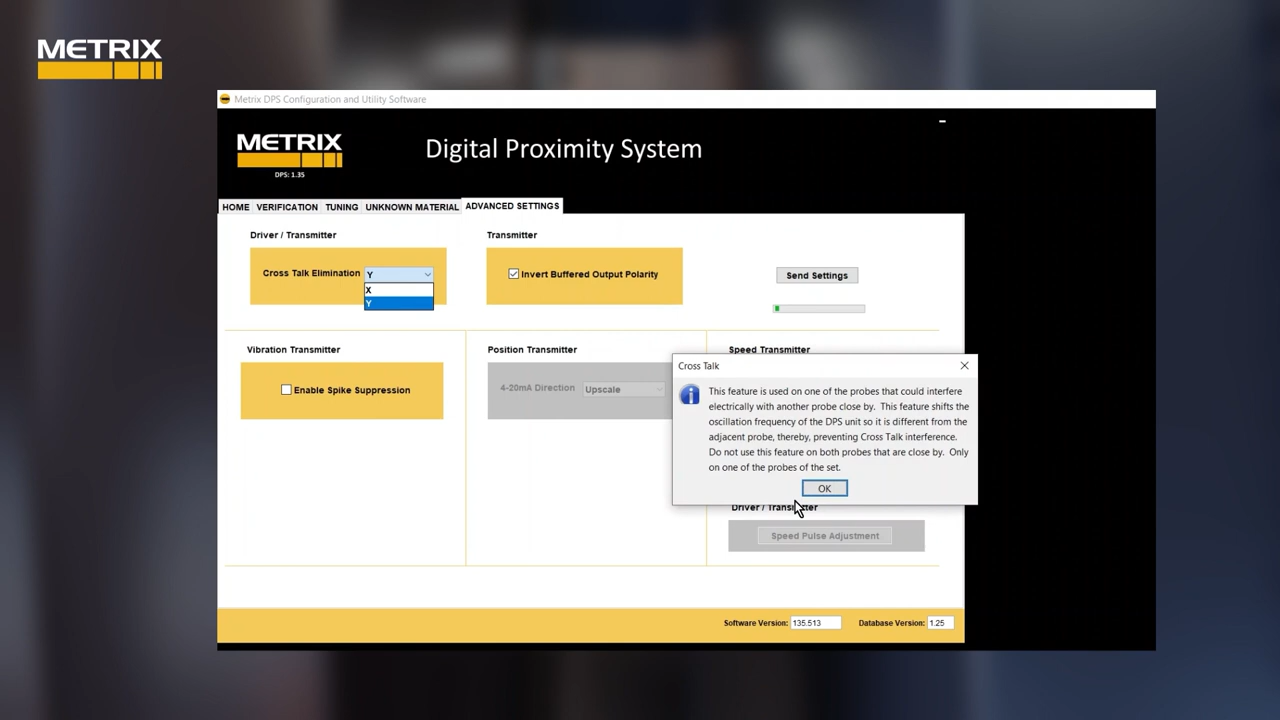 METRIX
Metrix DPS Configuration and Utility Software
METRIX
DPS: 1.35
Digital Proximity System
HOME VERIFICATION TUNING UNKNOWN MATERIAL ADVANCED SETTINGS
Driver / Transmitter
Cross Talk Elimination Y
X
Y
Transmitter
Invert Buffered Output Polarity
Send Settings
Vibration Transmitter
Enable Spike Suppression
Position Transmitter
4-20mA Direction Upscale
Speed Transmitter
Cross Talk
This feature is used on one of the probes that could interfere
electrically with another probe close by. This feature shifts the
oscillation frequency of the DPS unit so it is different from the
adjacent probe, thereby, preventing Cross Talk interference.
Do not use this feature on both probes that are close by. Only
on one of the probes of the set.
OK
Driver / Transmitter
Speed Pulse Adjustment
Software Version: 135.513 Database Version: 1.25